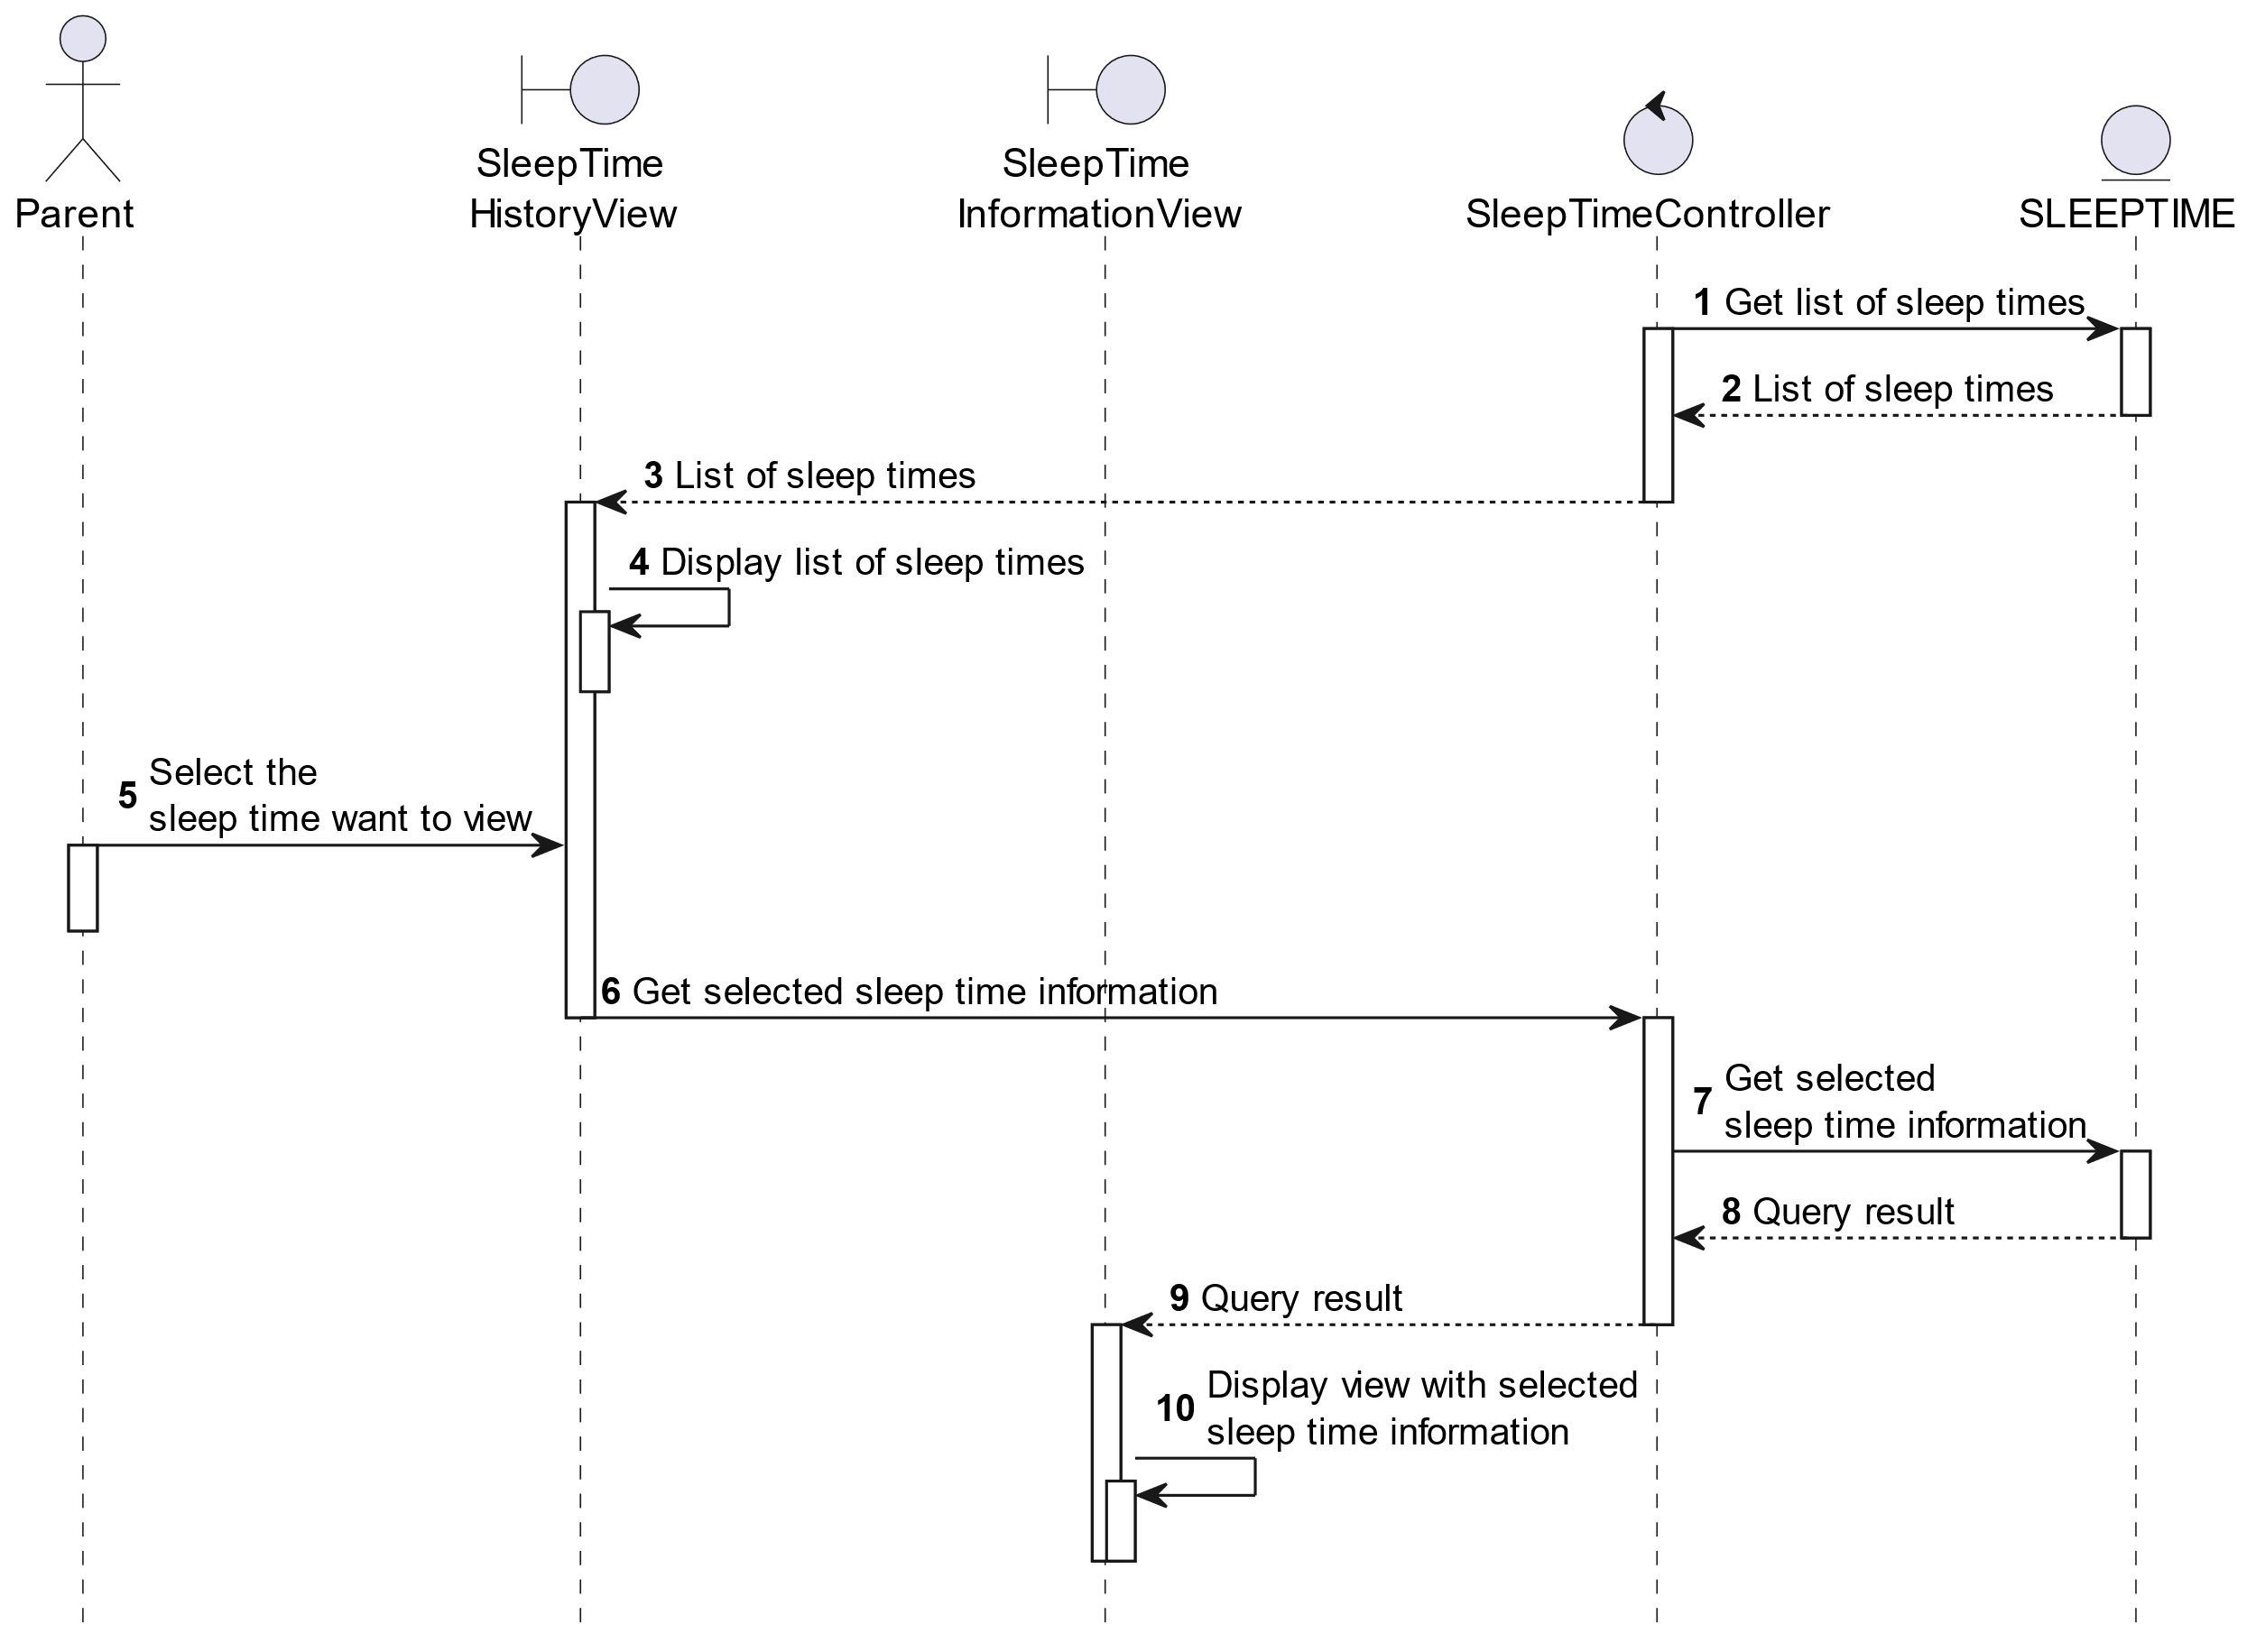 Parent
SleepTime
HistoryView
SleepTime
InformationView
SleepTimeController
SLEEPTIME
1 Get list of sleep times
2 List of sleep times
3 List of sleep times
4 Display list of sleep times
5 Select the
sleep time want to view
6 Get selected sleep time information
7 Get selected
sleep time information
8 Query result
9 Query result
10 Display view with selected
sleep time information